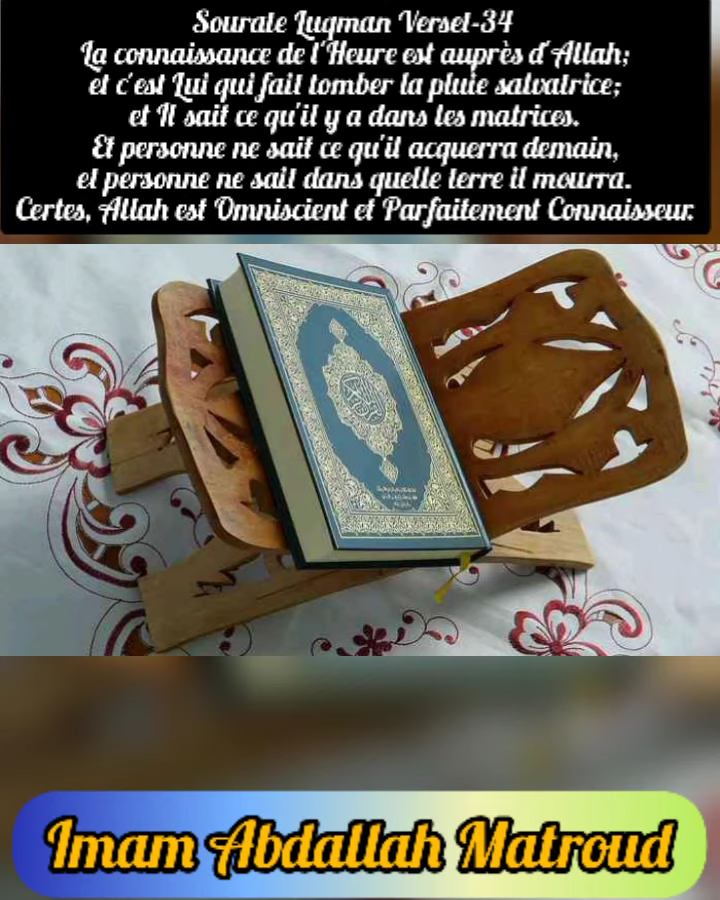 Sourate Luqman Verset-34
La connaissance de l'Heure est auprès d'Allah;
et c'est Lui qui fait tomber la pluie salvatrice;
et Il sait ce qu'il y a dans les matrices.
Et personne ne sait ce qu'il acquerra demain,
et personne ne sait dans quelle terre il mourra.
Certes, Allah est Omniscient et Parfaitement Connaisseur.
Imam Abdallah Matroud